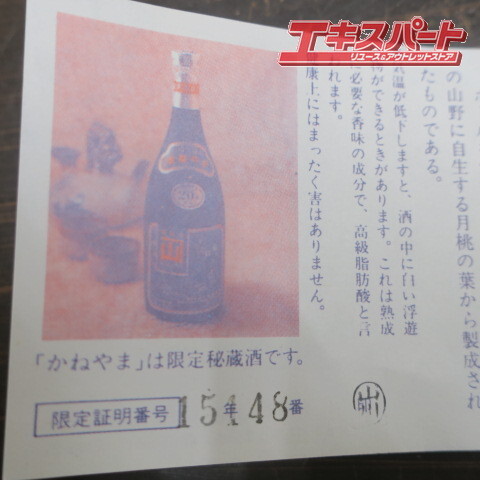 エキスパート
リユース&アウトレットストア
の山野に自生する月桃の葉から製成され
たものである。
温が低下しますと、酒の中に白い浮遊
ができるときがあります。これは熟成
必要な香味の成分で、高級脂肪酸と言
れます。
康上にはまったく害はありません。
「かねやま」は限定秘蔵酒です。
限定証明番号 15年448番